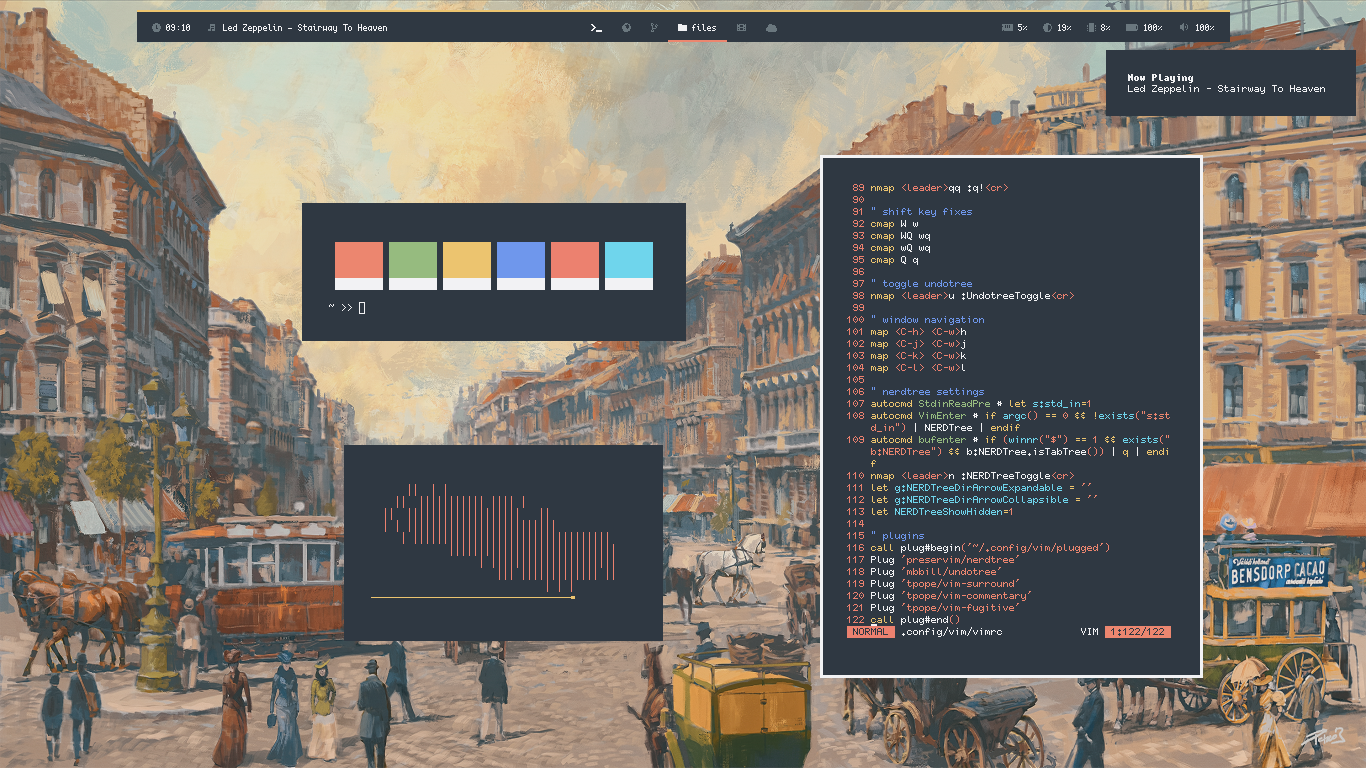 09:10 Led Zeppelin - Stairway To Heaven
files
5% 19% 8% 100% 100%
Now Playing
Led Zeppelin - Stairway To Heaven
~ >>
89 nmap <leader>qq :q!<cr>
90
91 " shift key fixes
92 cmap W w
93 cmap WQ wq
94 cmap wQ wq
95 cmap Q q
96
97 " toggle undotree
98 nmap <leader>u :UndotreeToggle<cr>
99
100 " window navigation
101 map <C-h> <C-w>h
102 map <C-j> <C-w>j
103 map <C-k> <C-w>k
104 map <C-l> <C-w>l
105
106 " nerdtree settings
107 autocmd StdinReadPre * let s:std_in=1
108 autocmd VimEnter * if argc() == 0 && !exists("s:st
d_in") | NERDTree | endif
109 autocmd bufenter * if (winnr("$") == 1 && exists("
b:NERDTree") && b:NERDTree.isTabTree()) | q | endi
f
110 nmap <leader>n :NERDTreeToggle<cr>
111 let g:NERDTreeDirArrowExpandable = ''
112 let g:NERDTreeDirArrowCollapsible = ''
113 let NERDTreeShowHidden=1
114
115 " plugins
116 call plug#begin('~/.config/vim/plugged')
117 Plug 'preservim/nerdtree'
118 Plug 'mbbill/undotree'
119 Plug 'tpope/vim-surround'
120 Plug 'tpope/vim-commentary'
121 Plug 'tpope/vim-fugitive'
122 call plug#end()
NORMAL .config/vim/vimrc VIM 1:122/122
BENSDORP CACAO